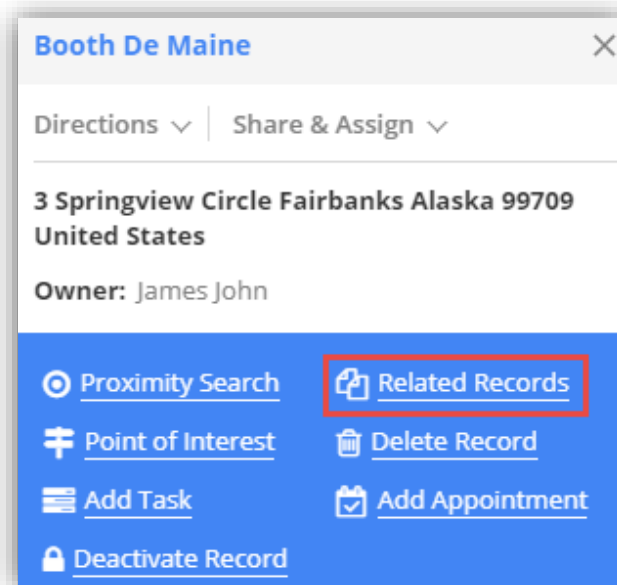 Booth De Maine
Directions Share & Assign
3 Springview Circle Fairbanks Alaska 99709
United States
Owner: James John
Proximity Search Related Records
Point of Interest Delete Record
Add Task Add Appointment
Deactivate Record